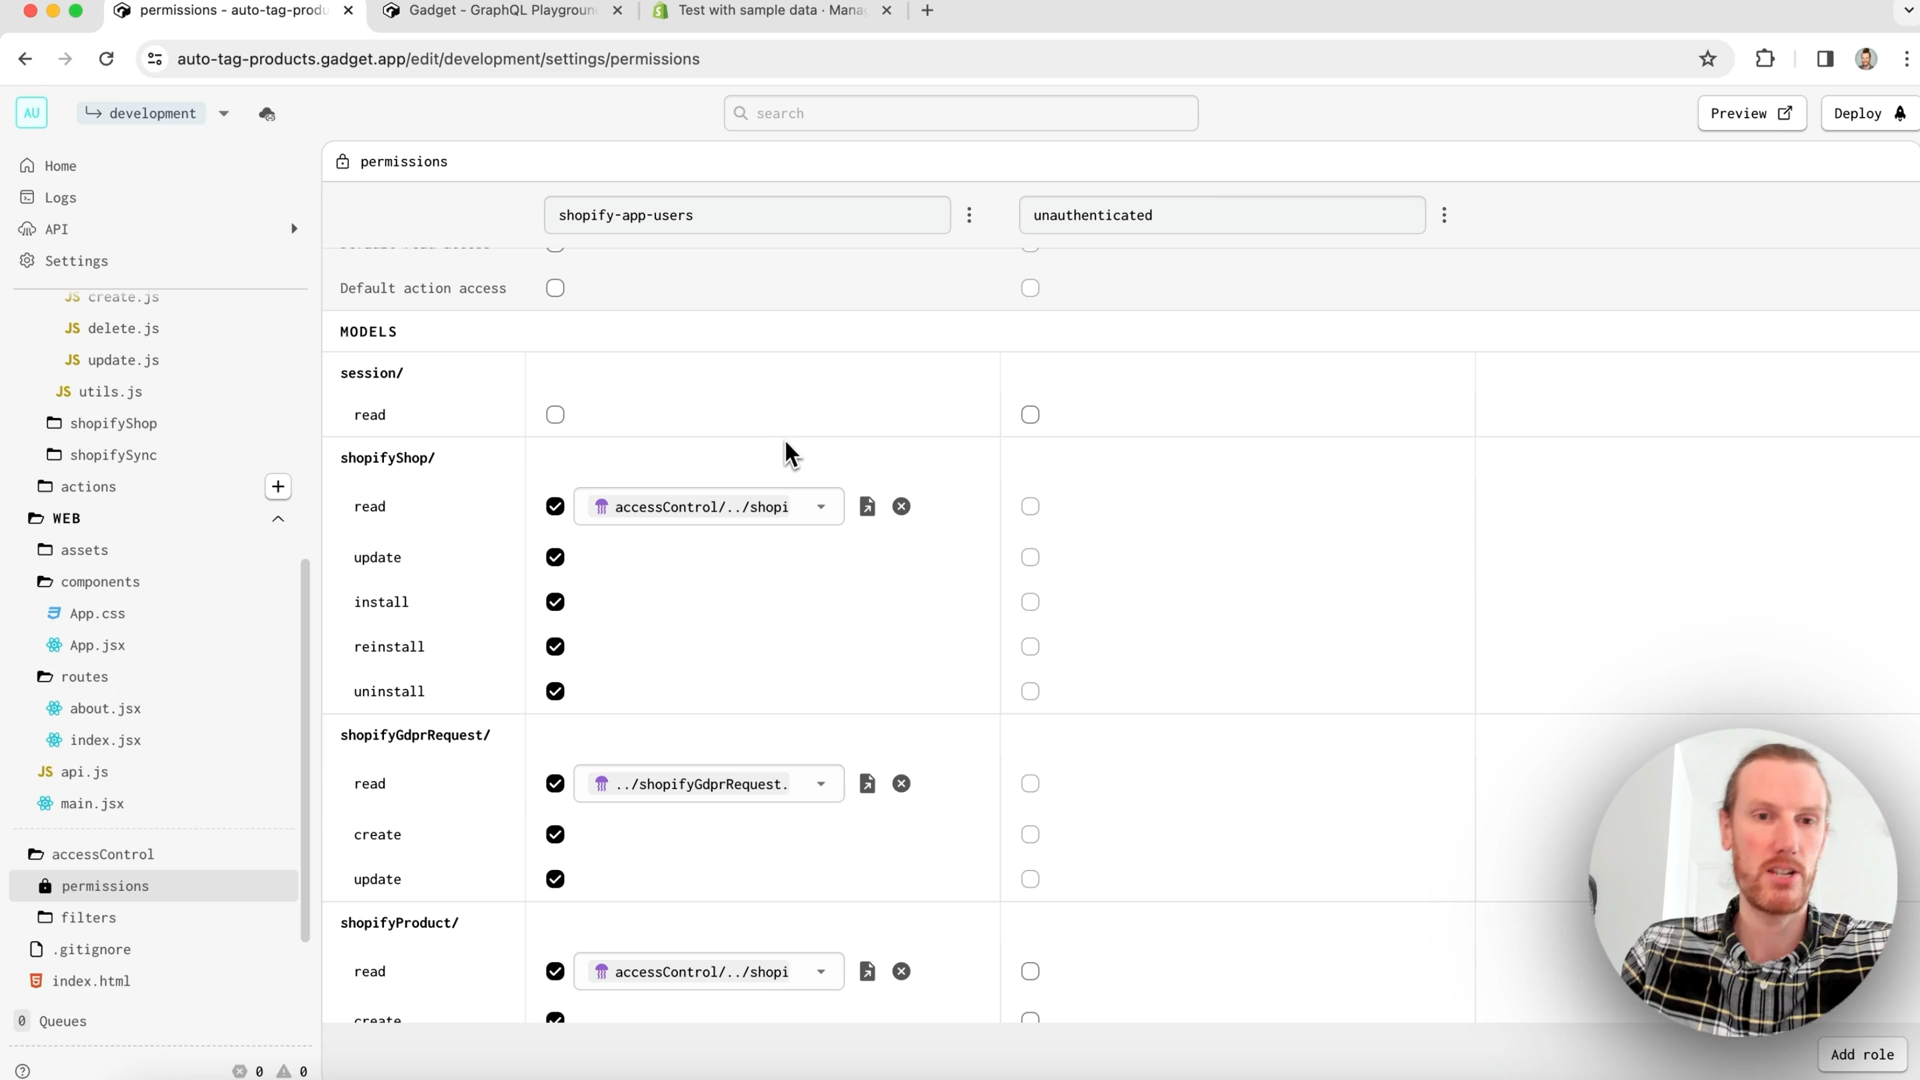 permissions - auto-tag-produ
Gadget - GraphQL Playground
Test with sample data · Mana
auto-tag-products.gadget.app/edit/development/settings/permissions
AU
development
search
Preview
Deploy
Home
Logs
API
Settings
create.js
delete.js
update.js
utils.js
shopifyShop
shopifySync
actions
WEB
assets
components
App.css
App.jsx
routes
about.jsx
index.jsx
api.js
main.jsx
accessControl
permissions
filters
.gitignore
index.html
0 Queues
0 0
permissions
shopify-app-users
unauthenticated
Default read access
Default action access
MODELS
session/
read
shopifyShop/
read accessControl/../shopi
update
install
reinstall
uninstall
shopifyGdprRequest/
read ../shopifyGdprRequest.
create
update
shopifyProduct/
read accessControl/../shopi
create
Add role